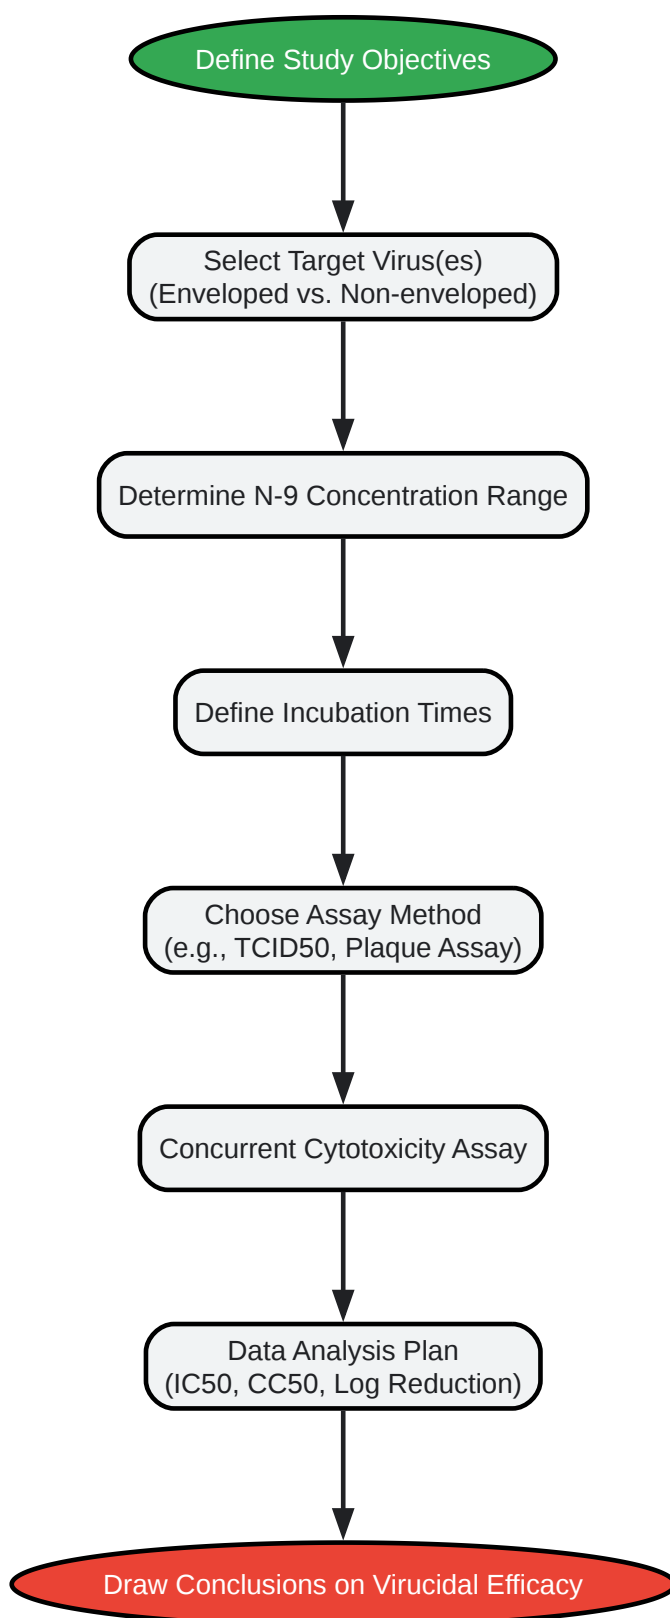 Define Study Objectives
Select Target Virus(es)
(Enveloped vs. Non-enveloped)
Determine N-9 Concentration Range
Define Incubation Times
Choose Assay Method
(e.g., TCID50, Plaque Assay)
Concurrent Cytotoxicity Assay
Data Analysis Plan
(IC50, CC50, Log Reduction)
Draw Conclusions on Virucidal Efficacy